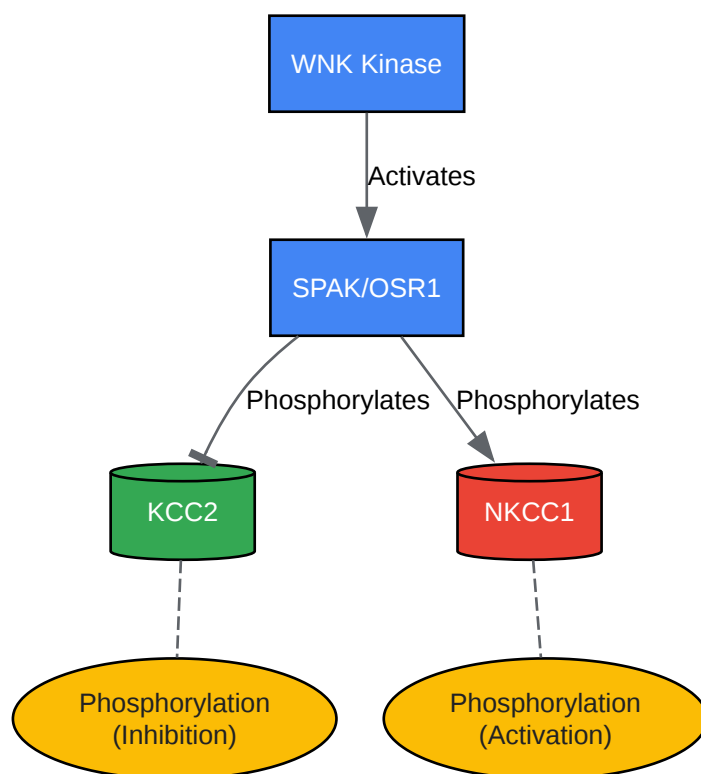 WNK Kinase
Activates
SPAK/OSR1
Phosphorylates
Phosphorylates
KCC2
NKCC1
Phosphorylation
(Inhibition)
Phosphorylation
(Activation)